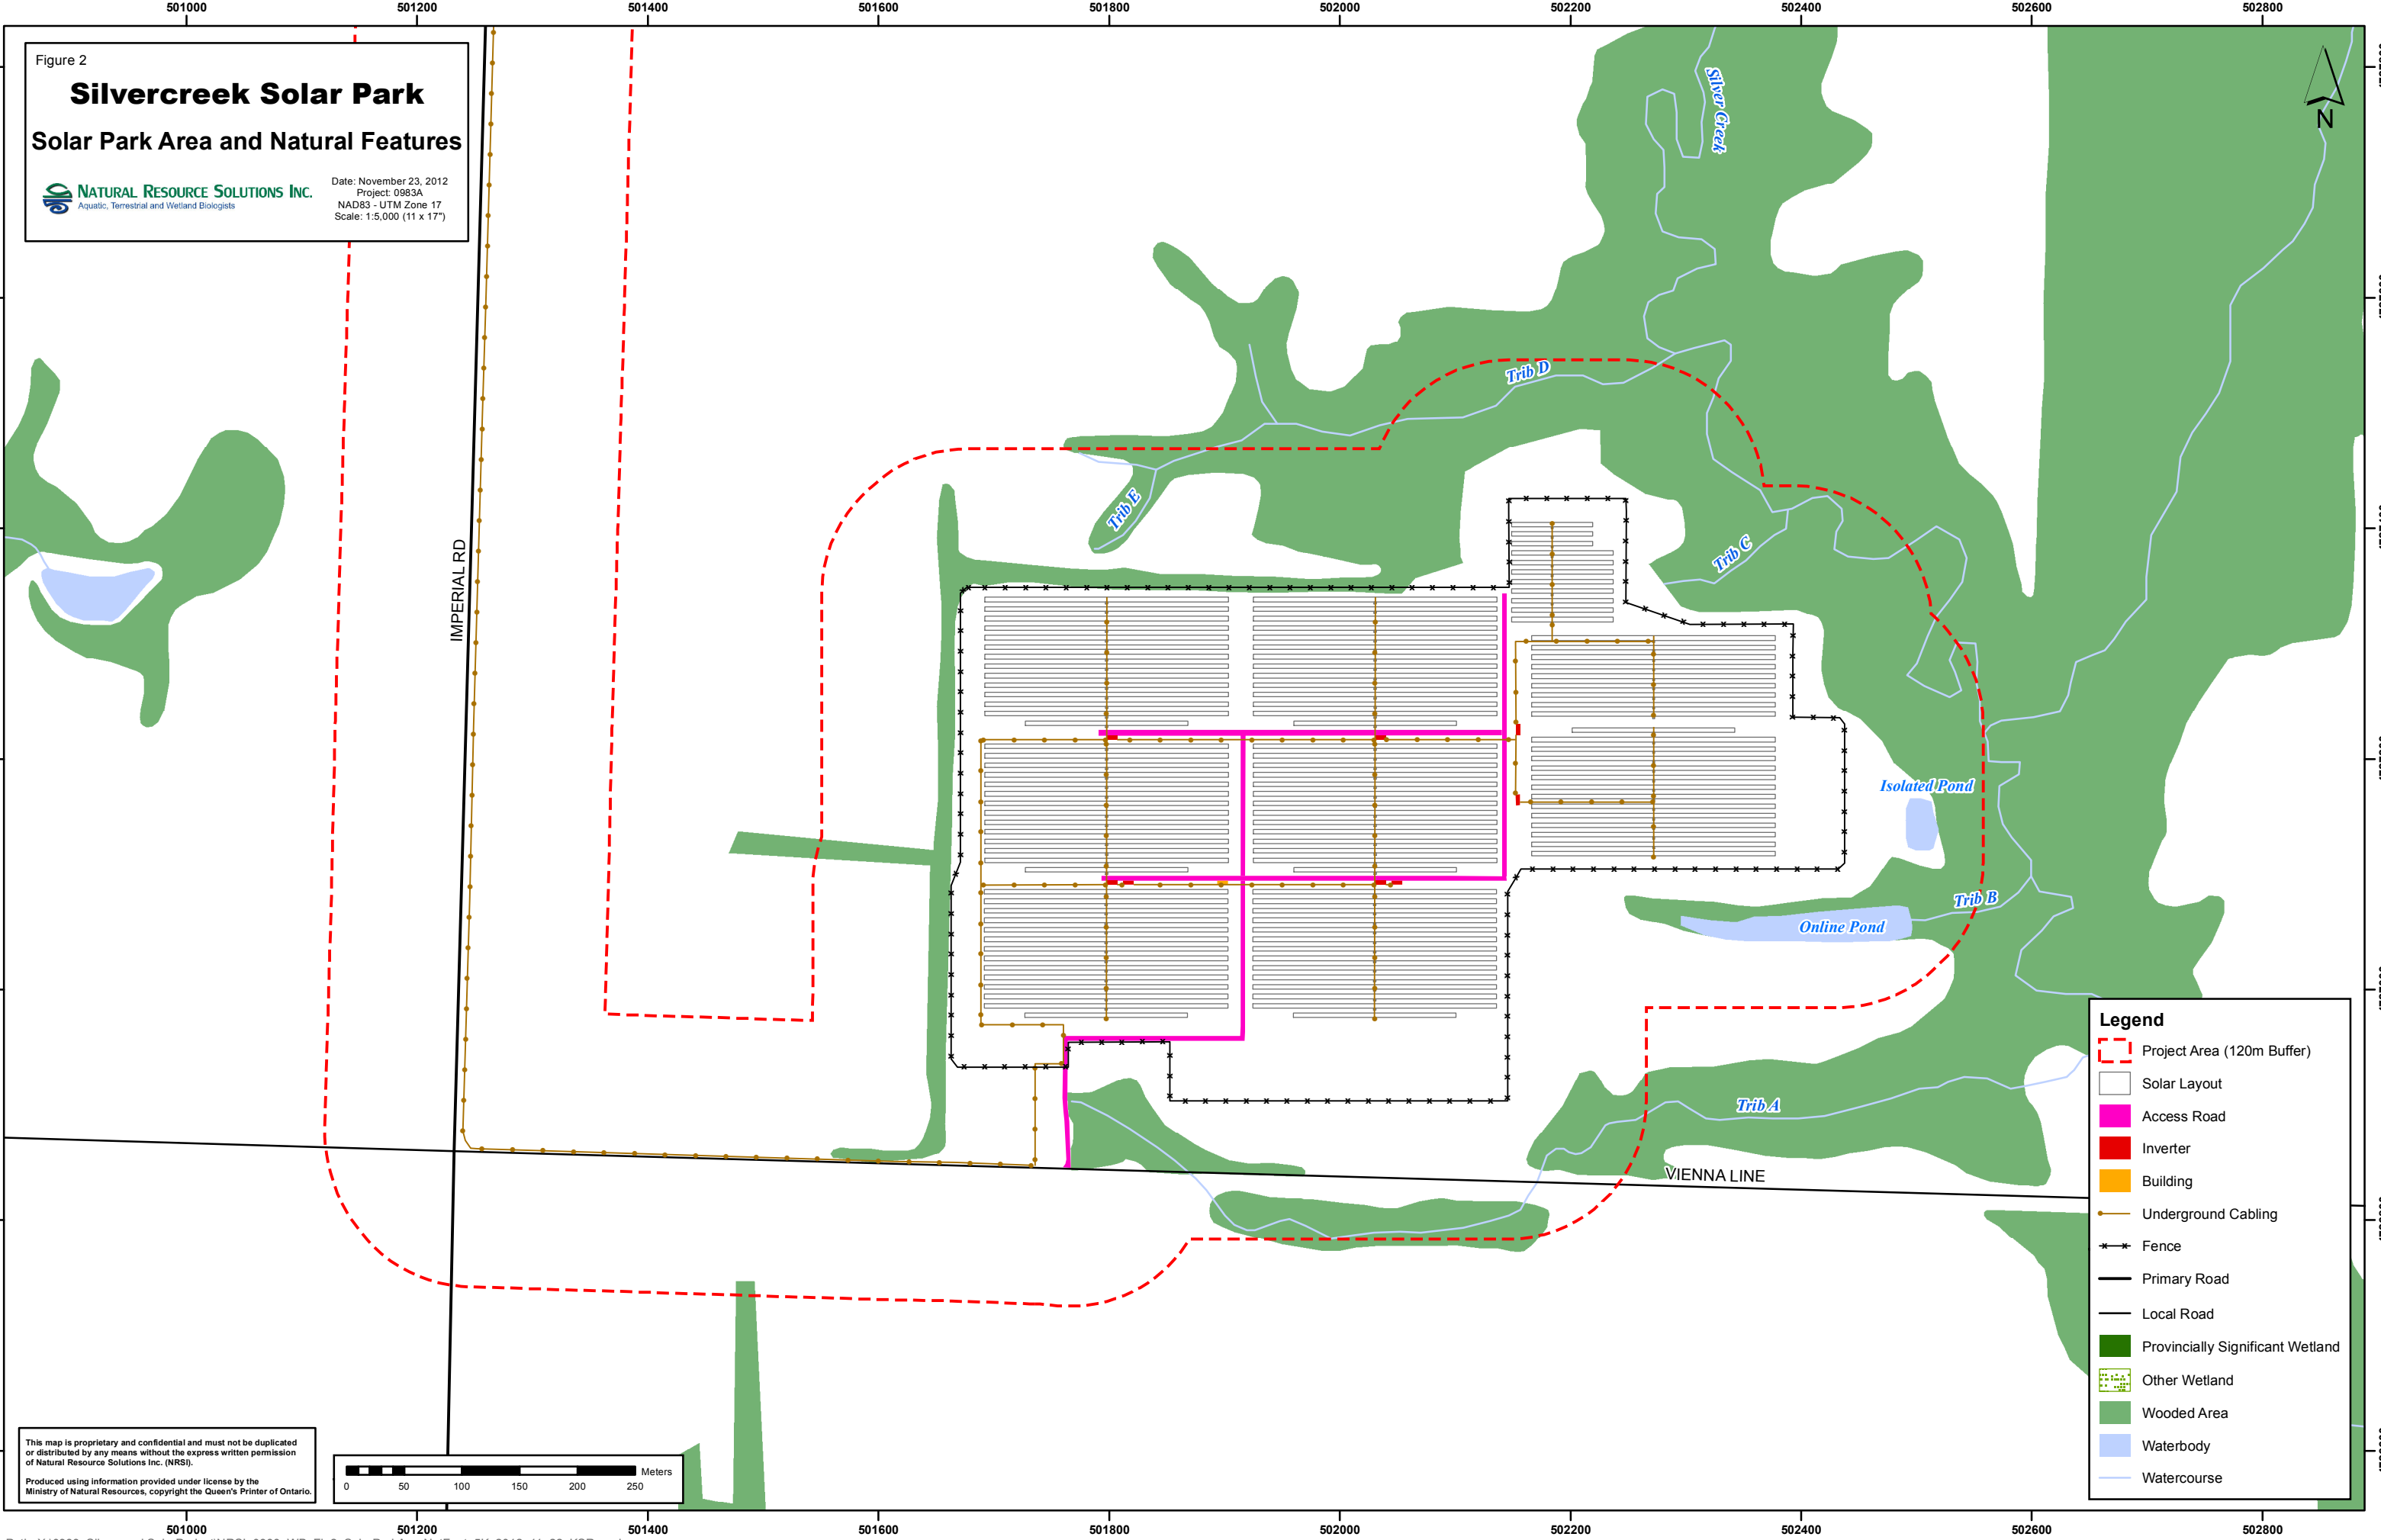 501000 501200 501400 501600 501800 502000 502200 502400 502600 502800
Figure 2
Silvercreek Solar Park
Solar Park Area and Natural Features
NATURAL RESOURCE SOLUTIONS INC.
Aquatic, Terrestrial and Wetland Biologists
Date: November 23, 2012
Project: 0983A
NAD83 - UTM Zone 17
Scale: 1:5,000 (11 x 17")
N
Silver Creek
Trib D
Trib E
Trib C
IMPERIAL RD
Isolated Pond
Trib B
Online Pond
Trib A
VIENNA LINE
Legend
Project Area (120m Buffer)
Solar Layout
Access Road
Inverter
Building
Underground Cabling
Fence
Primary Road
Local Road
Provincially Significant Wetland
Other Wetland
Wooded Area
Waterbody
Watercourse
This map is proprietary and confidential and must not be duplicated
or distributed by any means without the express written permission
of Natural Resource Solutions Inc. (NRSI).
Produced using information provided under license by the
Ministry of Natural Resources, copyright the Queen's Printer of Ontario.
Meters
0 50 100 150 200 250
501000 501200 501400 501600 501800 502000 502200 502400 502600 502800